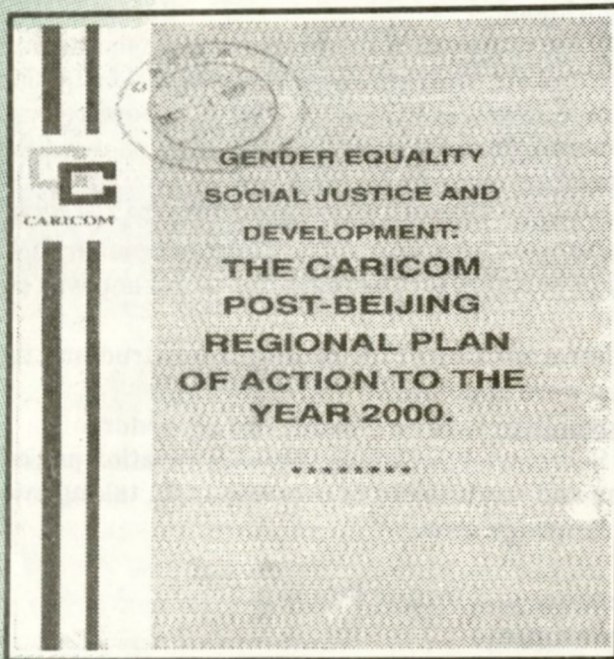 CARICOM
GENDER EQUALITY
SOCIAL JUSTICE AND
DEVELOPMENT:
THE CARICOM
POST-BEIJING
REGIONAL PLAN
OF ACTION TO THE
YEAR 2000.
********